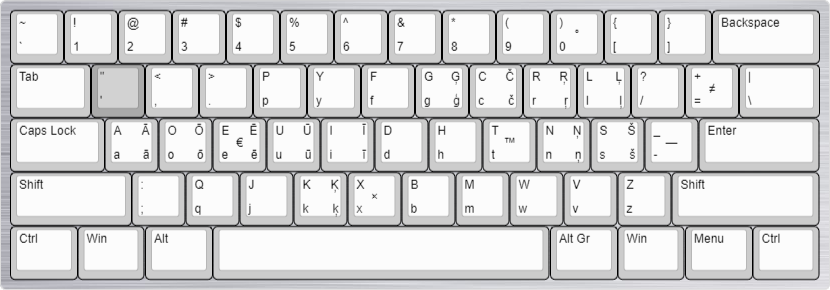 ~ ! @ # $ % ^ & * ( ) { } Backspace
` 1 2 3 4 5 6 7 8 9 0 ° [ ]
Tab " < > P Y F G Ģ C Č R Ŗ L Ļ ? + ≠ |
' , . p y f g ģ c č r ŗ l ļ / = \
Caps Lock A Ā O Ō E Ē U Ū I Ī D H T ™ N Ņ S Š _ — Enter
a ā o ō e € ē u ū i ī d h t n ņ s š -
Shift : Q J K Ķ X × B M W V Z Shift
; q j k ķ x b m w v z
Ctrl Win Alt Alt Gr Win Menu Ctrl